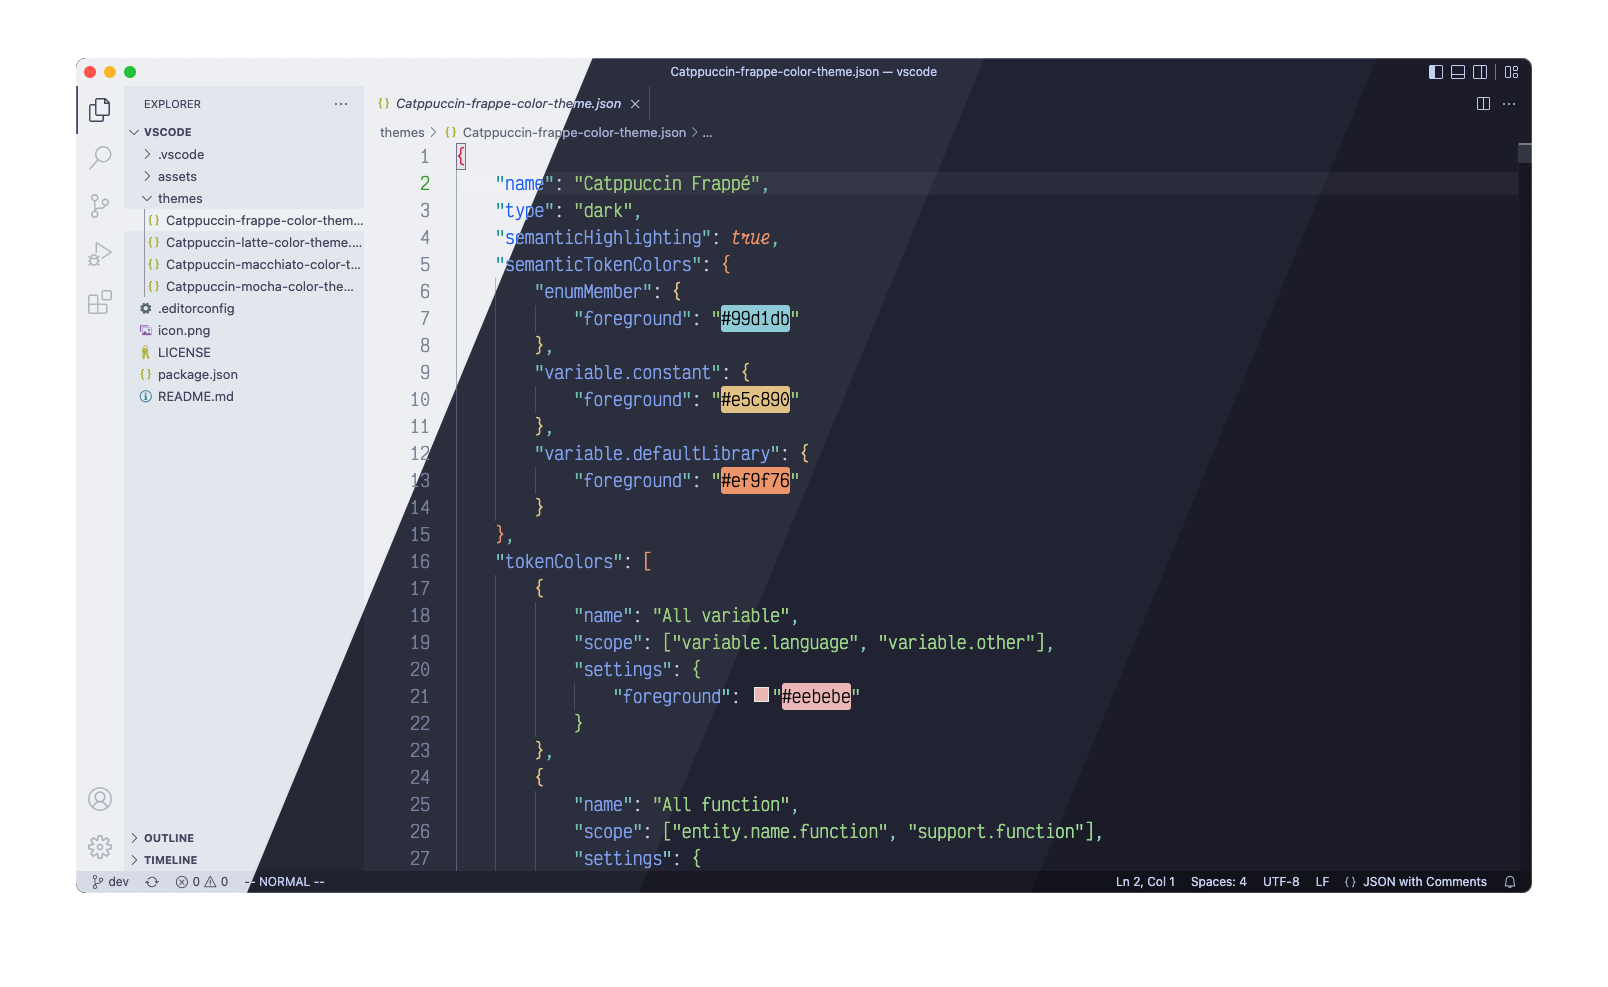 Catppuccin-frappe-color-theme.json — vscode
EXPLORER ...
VSCODE
.vscode
assets
themes
{} Catppuccin-frappe-color-them...
{} Catppuccin-latte-color-theme....
{} Catppuccin-macchiato-color-t...
{} Catppuccin-mocha-color-the...
.editorconfig
icon.png
LICENSE
{} package.json
README.md
OUTLINE
TIMELINE
{} Catppuccin-frappe-color-theme.json ×
themes > {} Catppuccin-frappe-color-theme.json > ...
1 {
2 "name": "Catppuccin Frappé",
3 "type": "dark",
4 "semanticHighlighting": true,
5 "semanticTokenColors": {
6 "enumMember": {
7 "foreground": "#99d1db"
8 },
9 "variable.constant": {
10 "foreground": "#e5c890"
11 },
12 "variable.defaultLibrary": {
13 "foreground": "#ef9f76"
14 }
15 },
16 "tokenColors": [
17 {
18 "name": "All variable",
19 "scope": ["variable.language", "variable.other"],
20 "settings": {
21 "foreground": "#eebebe"
22 }
23 },
24 {
25 "name": "All function",
26 "scope": ["entity.name.function", "support.function"],
27 "settings": {
dev 0 0 -- NORMAL -- Ln 2, Col 1 Spaces: 4 UTF-8 LF {} JSON with Comments